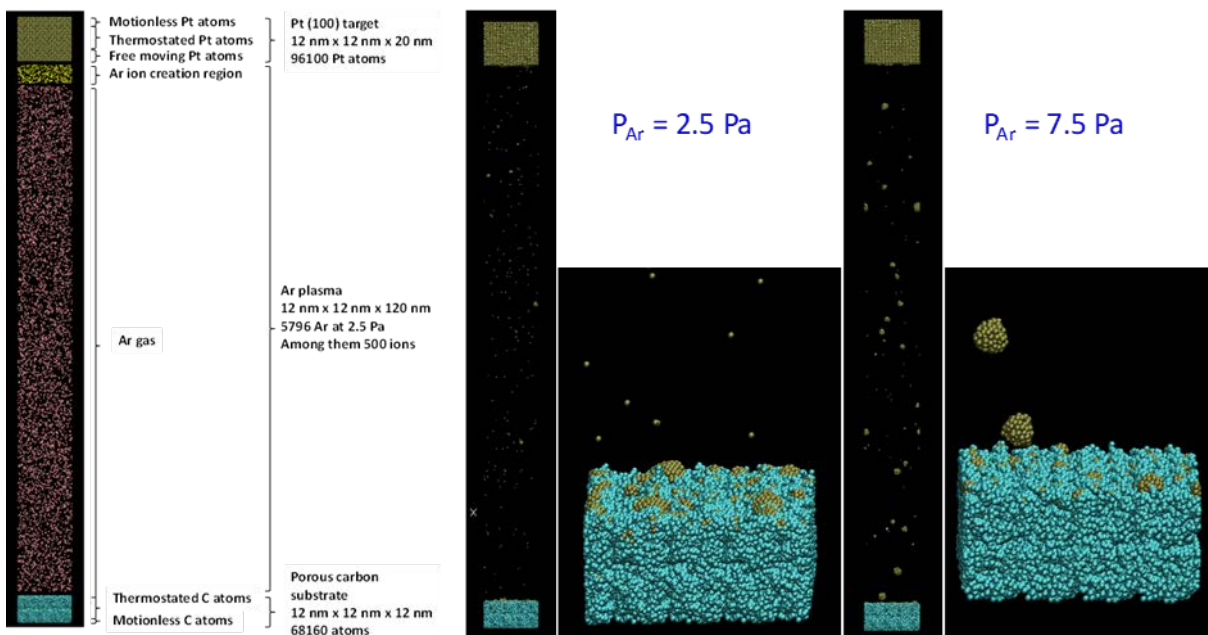 Motionless Pt atoms
Thermostated Pt atoms
Free moving Pt atoms
Ar ion creation region
Pt (100) target
12 nm x 12 nm x 20 nm
96100 Pt atoms
Ar gas
Ar plasma
12 nm x 12 nm x 120 nm
5796 Ar at 2.5 Pa
Among them 500 ions
Thermostated C atoms
Motionless C atoms
Porous carbon
substrate
12 nm x 12 nm x 12 nm
68160 atoms
P_Ar = 2.5 Pa
X
P_Ar = 7.5 Pa